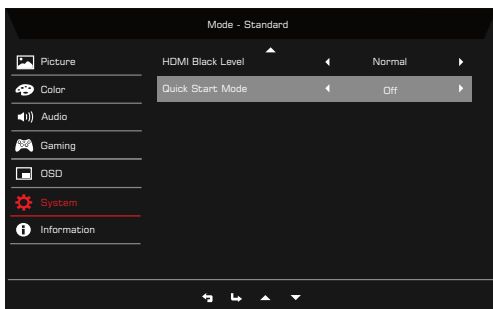 Mode - Standard
Picture
HDMI Black Level Normal
Color
Quick Start Mode Off
Audio
Gaming
OSD
System
Information